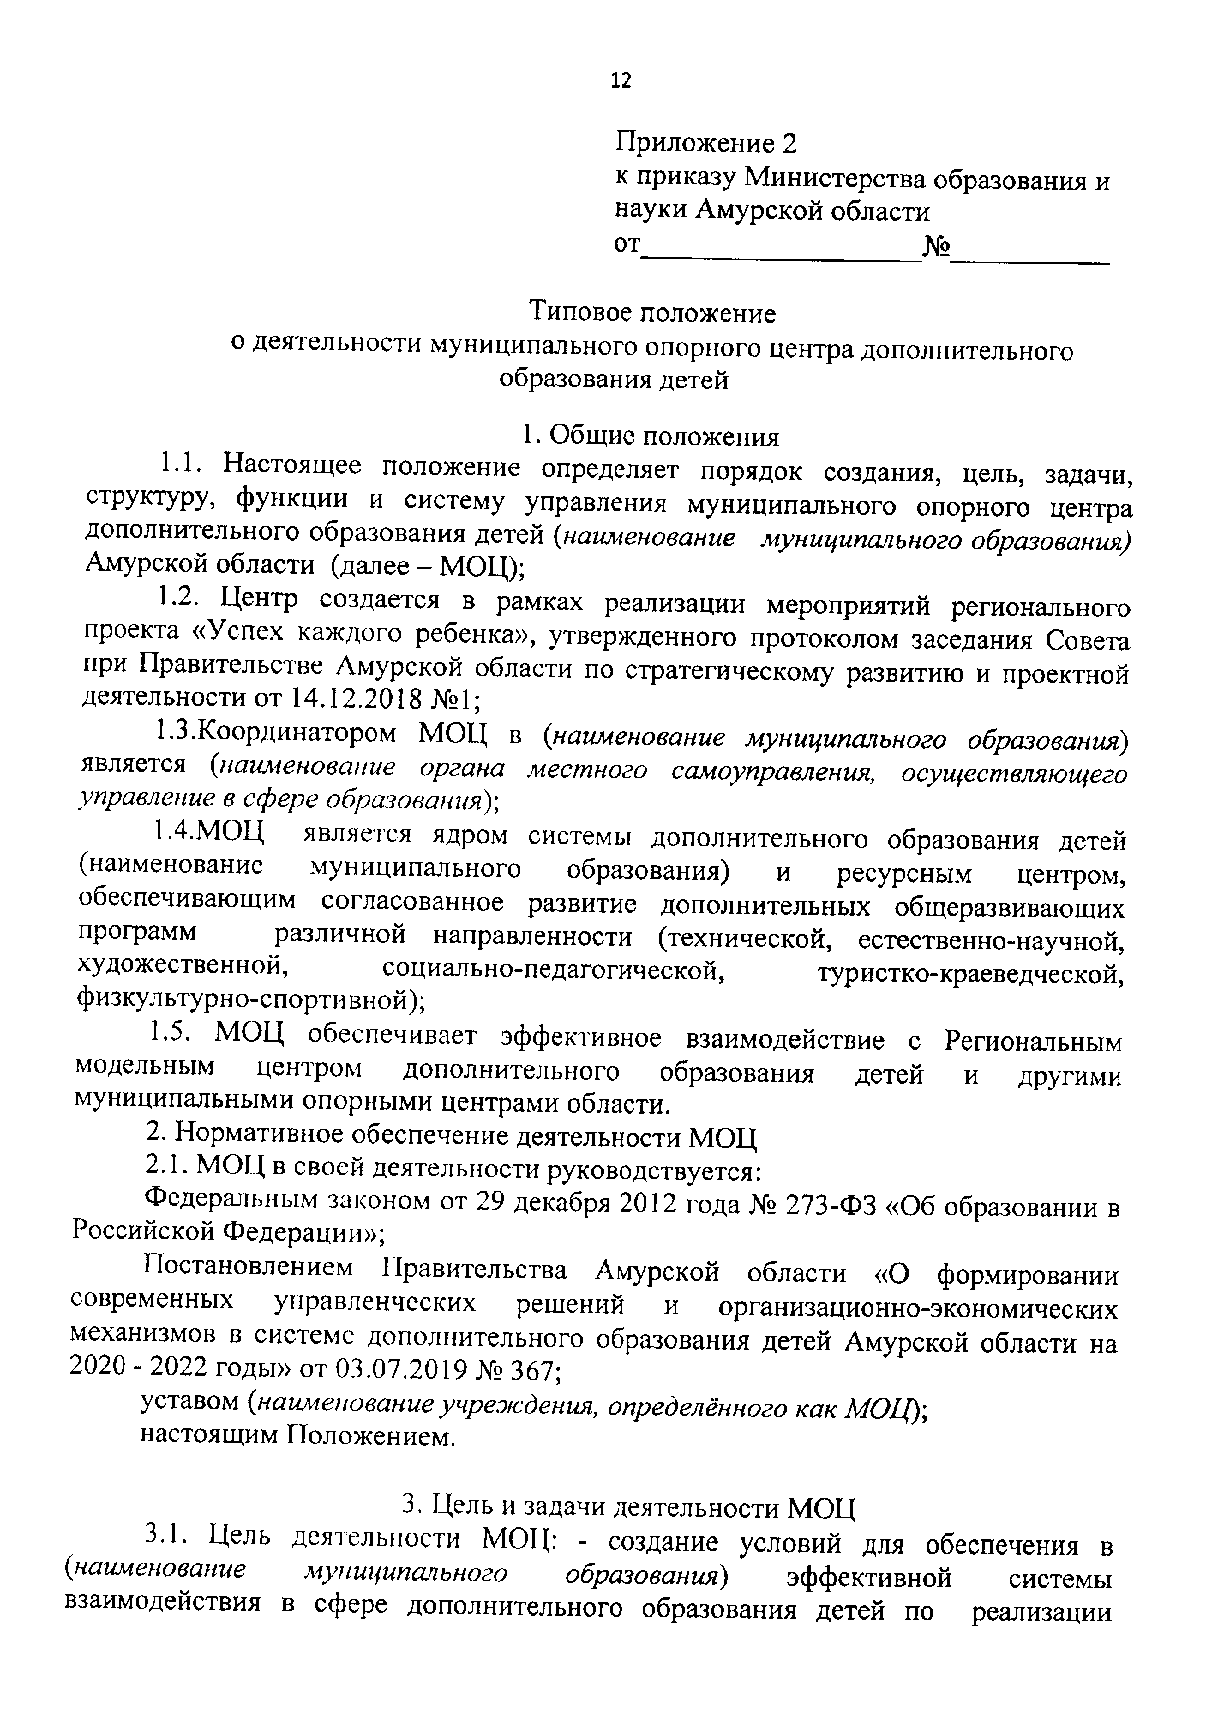 12
Приложение 2
к приказу Министерства образования и
науки Амурской области
от____________________№___________
Типовое положение
о деятельности муниципального опорного центра дополнительного
образования детей
1. Общие положения
1.1. Настоящее положение определяет порядок создания, цель, задачи,
структуру, функции и систему управления муниципального опорного центра
дополнительного образования детей (наименование муниципального образования)
Амурской области (далее – МОЦ);
1.2. Центр создается в рамках реализации мероприятий регионального
проекта «Успех каждого ребенка», утвержденного протоколом заседания Совета
при Правительстве Амурской области по стратегическому развитию и проектной
деятельности от 14.12.2018 №1;
1.3.Координатором МОЦ в (наименование муниципального образования)
является (наименование органа местного самоуправления, осуществляющего
управление в сфере образования);
1.4.МОЦ является ядром системы дополнительного образования детей
(наименование муниципального образования) и ресурсным центром,
обеспечивающим согласованное развитие дополнительных общеразвивающих
программ различной направленности (технической, естественно-научной,
художественной, социально-педагогической, туристко-краеведческой,
физкультурно-спортивной);
1.5. МОЦ обеспечивает эффективное взаимодействие с Региональным
модельным центром дополнительного образования детей и другими
муниципальными опорными центрами области.
2. Нормативное обеспечение деятельности МОЦ
2.1. МОЦ в своей деятельности руководствуется:
Федеральным законом от 29 декабря 2012 года № 273-ФЗ «Об образовании в
Российской Федерации»;
Постановлением Правительства Амурской области «О формировании
современных управленческих решений и организационно-экономических
механизмов в системе дополнительного образования детей Амурской области на
2020 - 2022 годы» от 03.07.2019 № 367;
уставом (наименование учреждения, определённого как МОЦ);
настоящим Положением.
3. Цель и задачи деятельности МОЦ
3.1. Цель деятельности МОЦ: - создание условий для обеспечения в
(наименование муниципального образования) эффективной системы
взаимодействия в сфере дополнительного образования детей по реализации